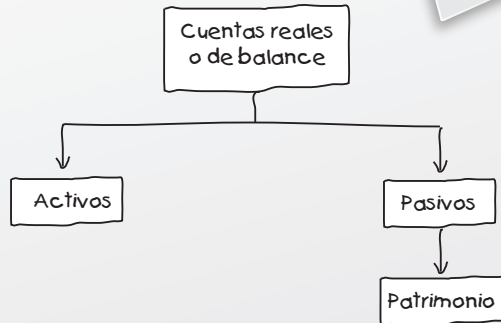 Cuentas reales
o de balance
Activos
Pasivos
Patrimonio